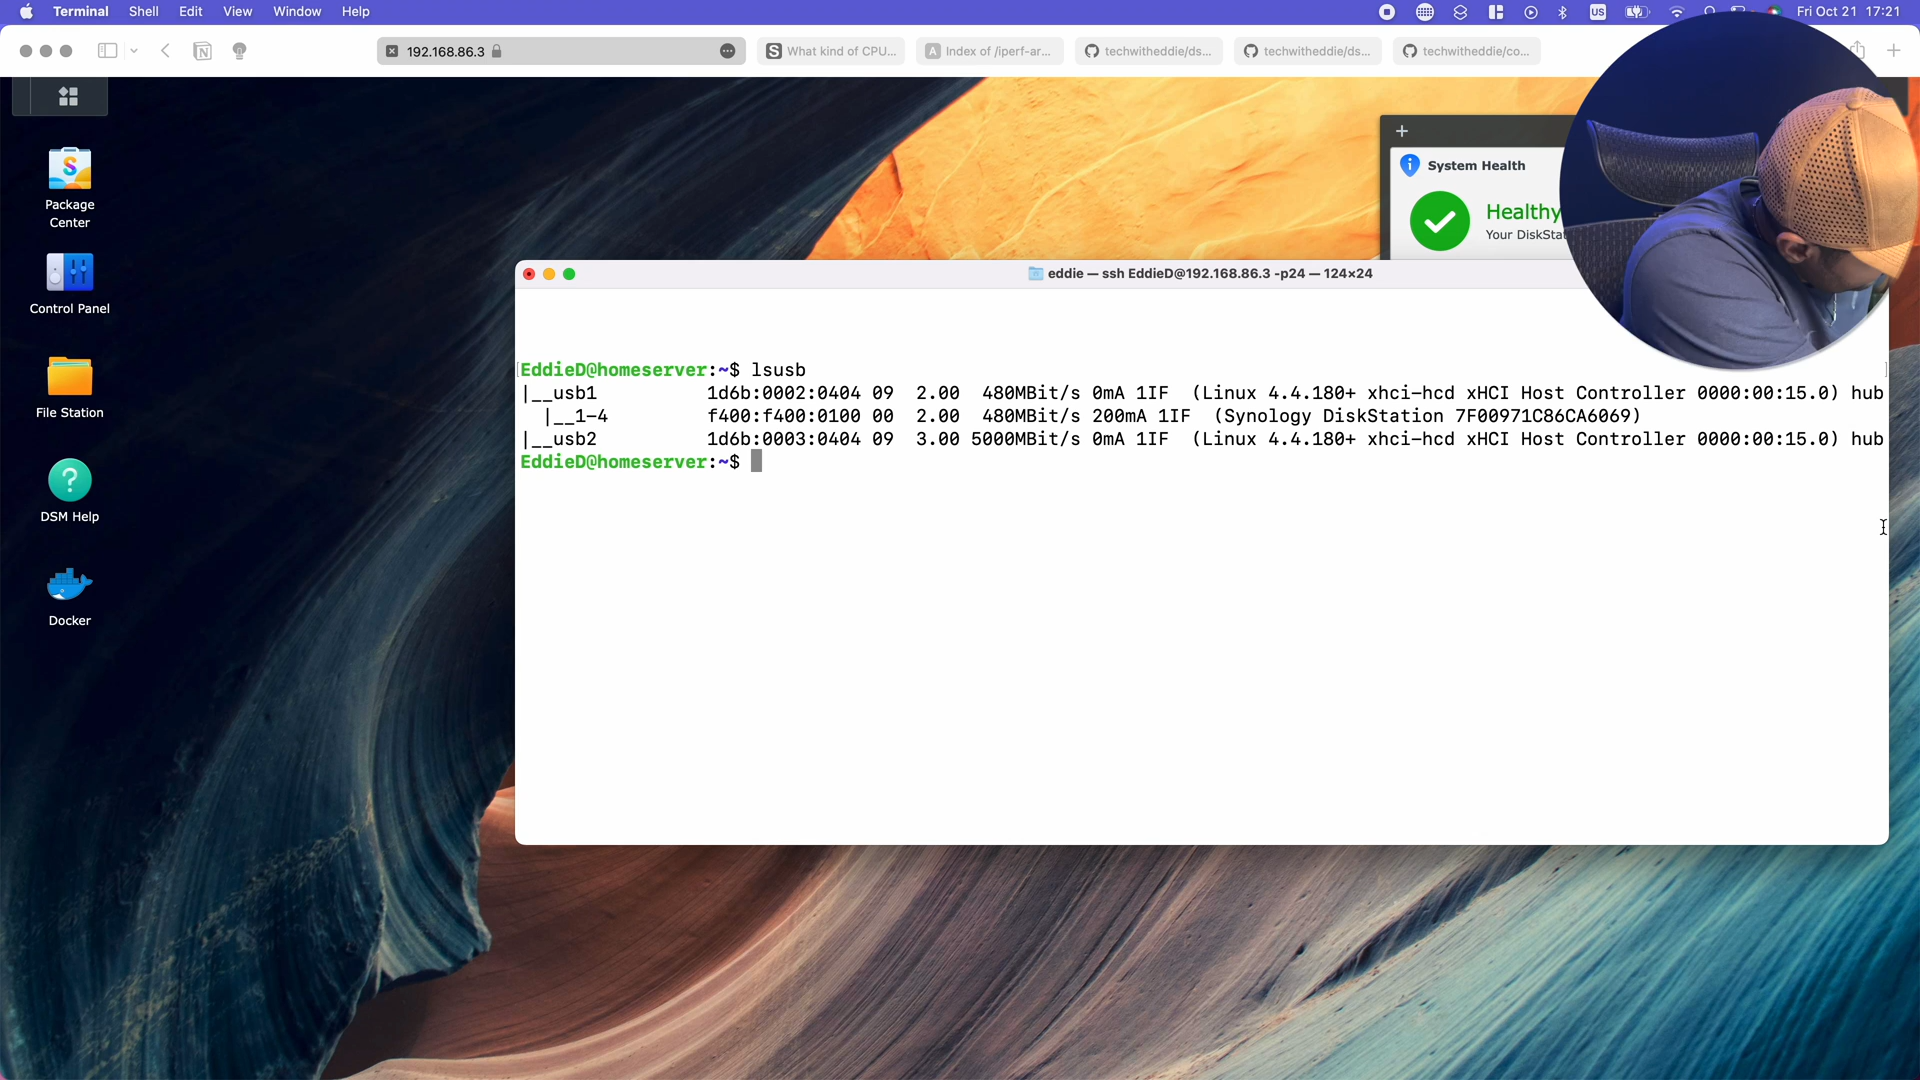 Terminal Shell Edit View Window Help
US
Fri Oct 21 17:21
192.168.86.3
S What kind of CPU...
A Index of /iperf-ar...
techwitheddie/ds...
techwitheddie/ds...
techwitheddie/co...
Package
Center
Control Panel
File Station
DSM Help
Docker
System Health
Healthy
Your DiskStat
eddie — ssh EddieD@192.168.86.3 -p24 — 124×24
EddieD@homeserver:~$ lsusb
|__usb1 1d6b:0002:0404 09 2.00 480MBit/s 0mA 1IF (Linux 4.4.180+ xhci-hcd xHCI Host Controller 0000:00:15.0) hub
|__1-4 f400:f400:0100 00 2.00 480MBit/s 200mA 1IF (Synology DiskStation 7F00971C86CA6069)
|__usb2 1d6b:0003:0404 09 3.00 5000MBit/s 0mA 1IF (Linux 4.4.180+ xhci-hcd xHCI Host Controller 0000:00:15.0) hub
EddieD@homeserver:~$